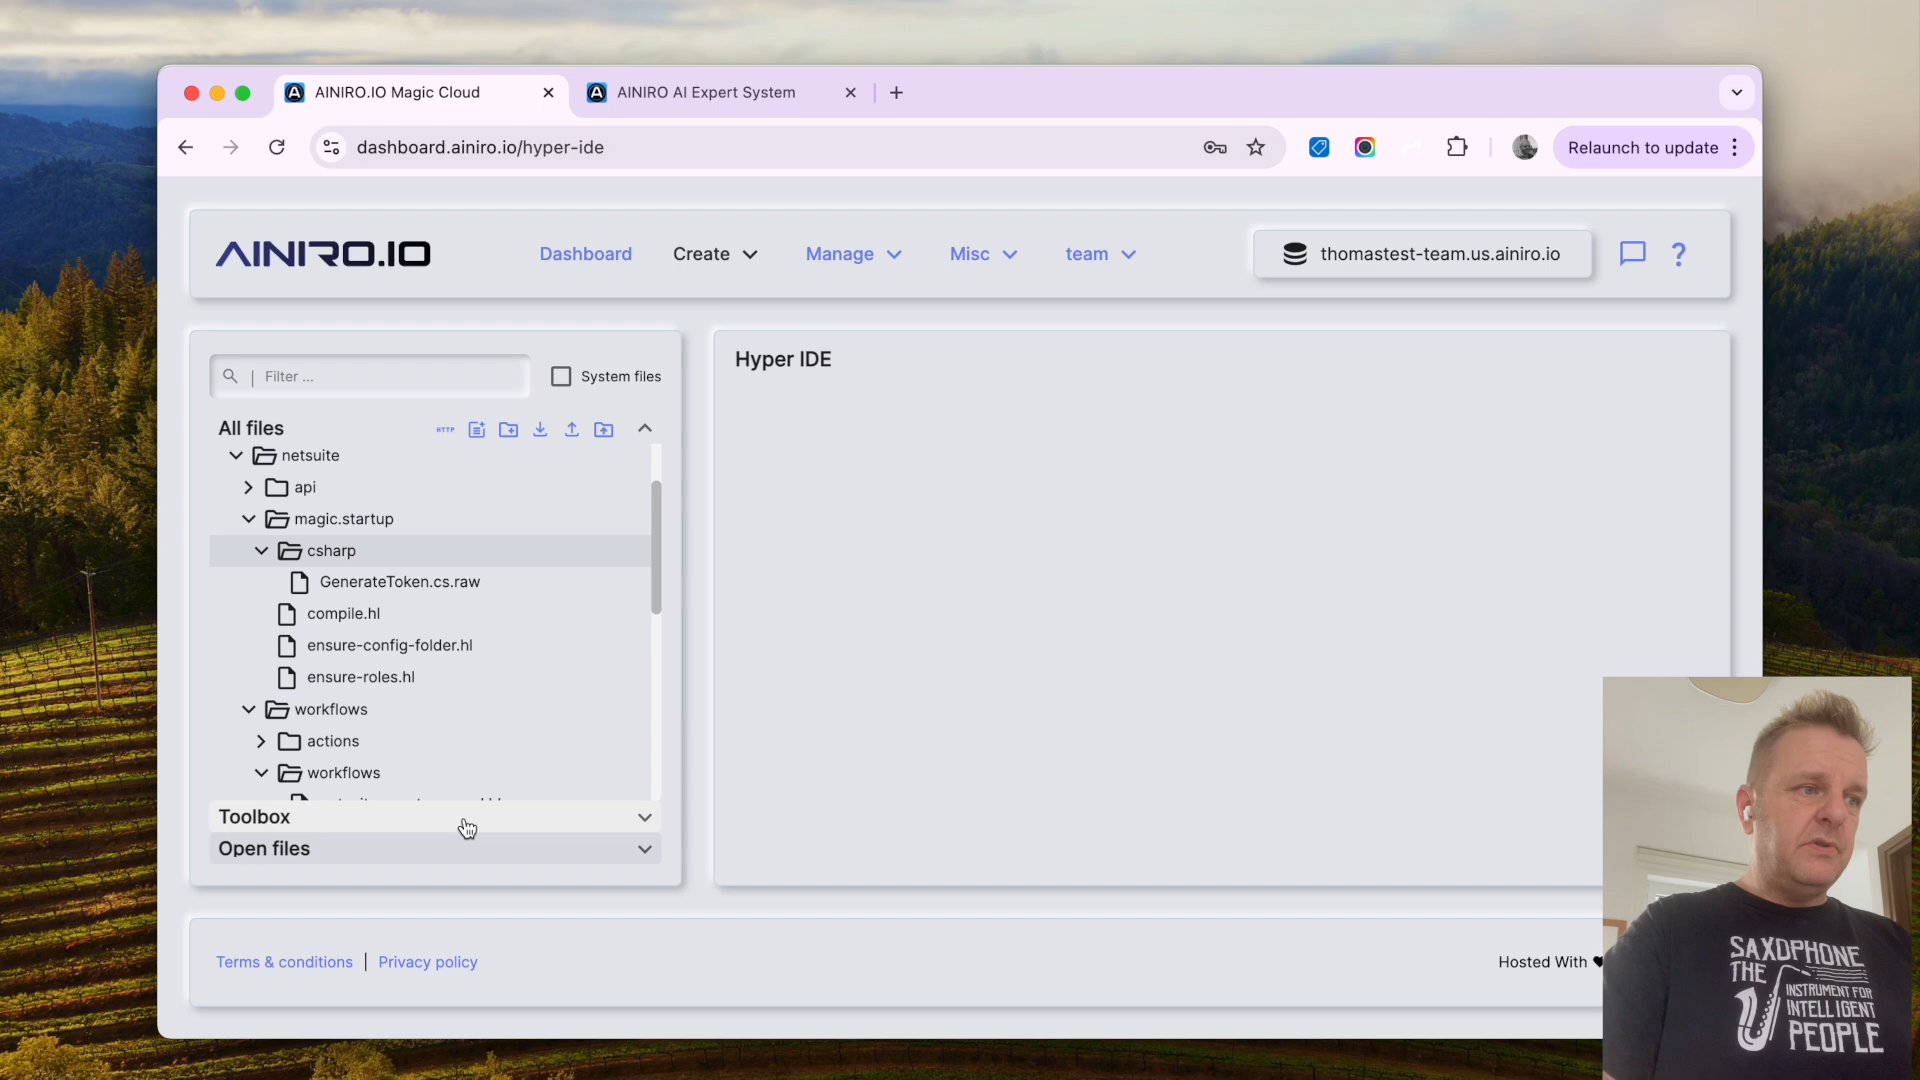 AINIRO.IO Magic Cloud
AINIRO AI Expert System
dashboard.ainiro.io/hyper-ide
Relaunch to update
AINIRO.IO
Dashboard
Create
Manage
Misc
team
thomastest-team.us.ainiro.io
?
Filter ...
System files
Hyper IDE
All files
HTTP
netsuite
api
magic.startup
csharp
GenerateToken.cs.raw
compile.hl
ensure-config-folder.hl
ensure-roles.hl
workflows
actions
workflows
Toolbox
Open files
Terms & conditions | Privacy policy
Hosted With
SAXOPHONE
THE
INSTRUMENT FOR
INTELLIGENT
PEOPLE